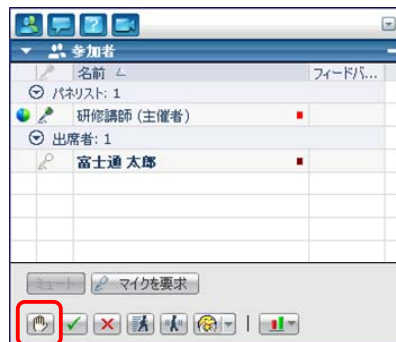 参加者
名前 フィードバ...
パネリスト: 1
研修講師 (主催者)
出席者: 1
富士通 太郎
ミュート マイクを要求